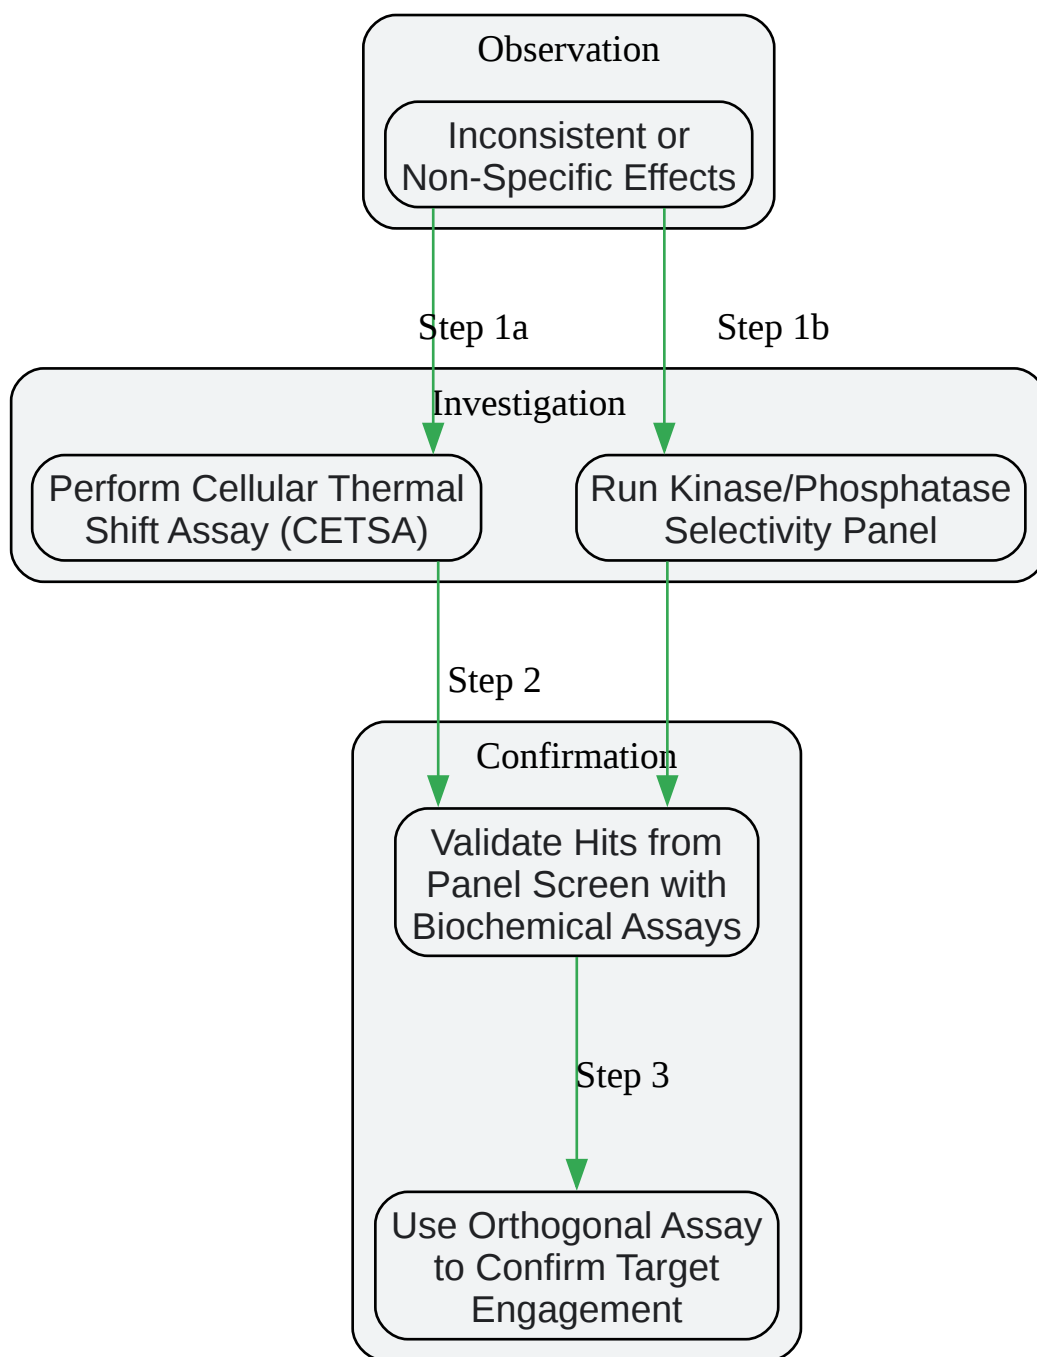 Observation
Inconsistent or
Non-Specific Effects
Step 1a
Step 1b
Investigation
Perform Cellular Thermal
Shift Assay (CETSA)
Run Kinase/Phosphatase
Selectivity Panel
Step 2
Confirmation
Validate Hits from
Panel Screen with
Biochemical Assays
Step 3
Use Orthogonal Assay
to Confirm Target
Engagement